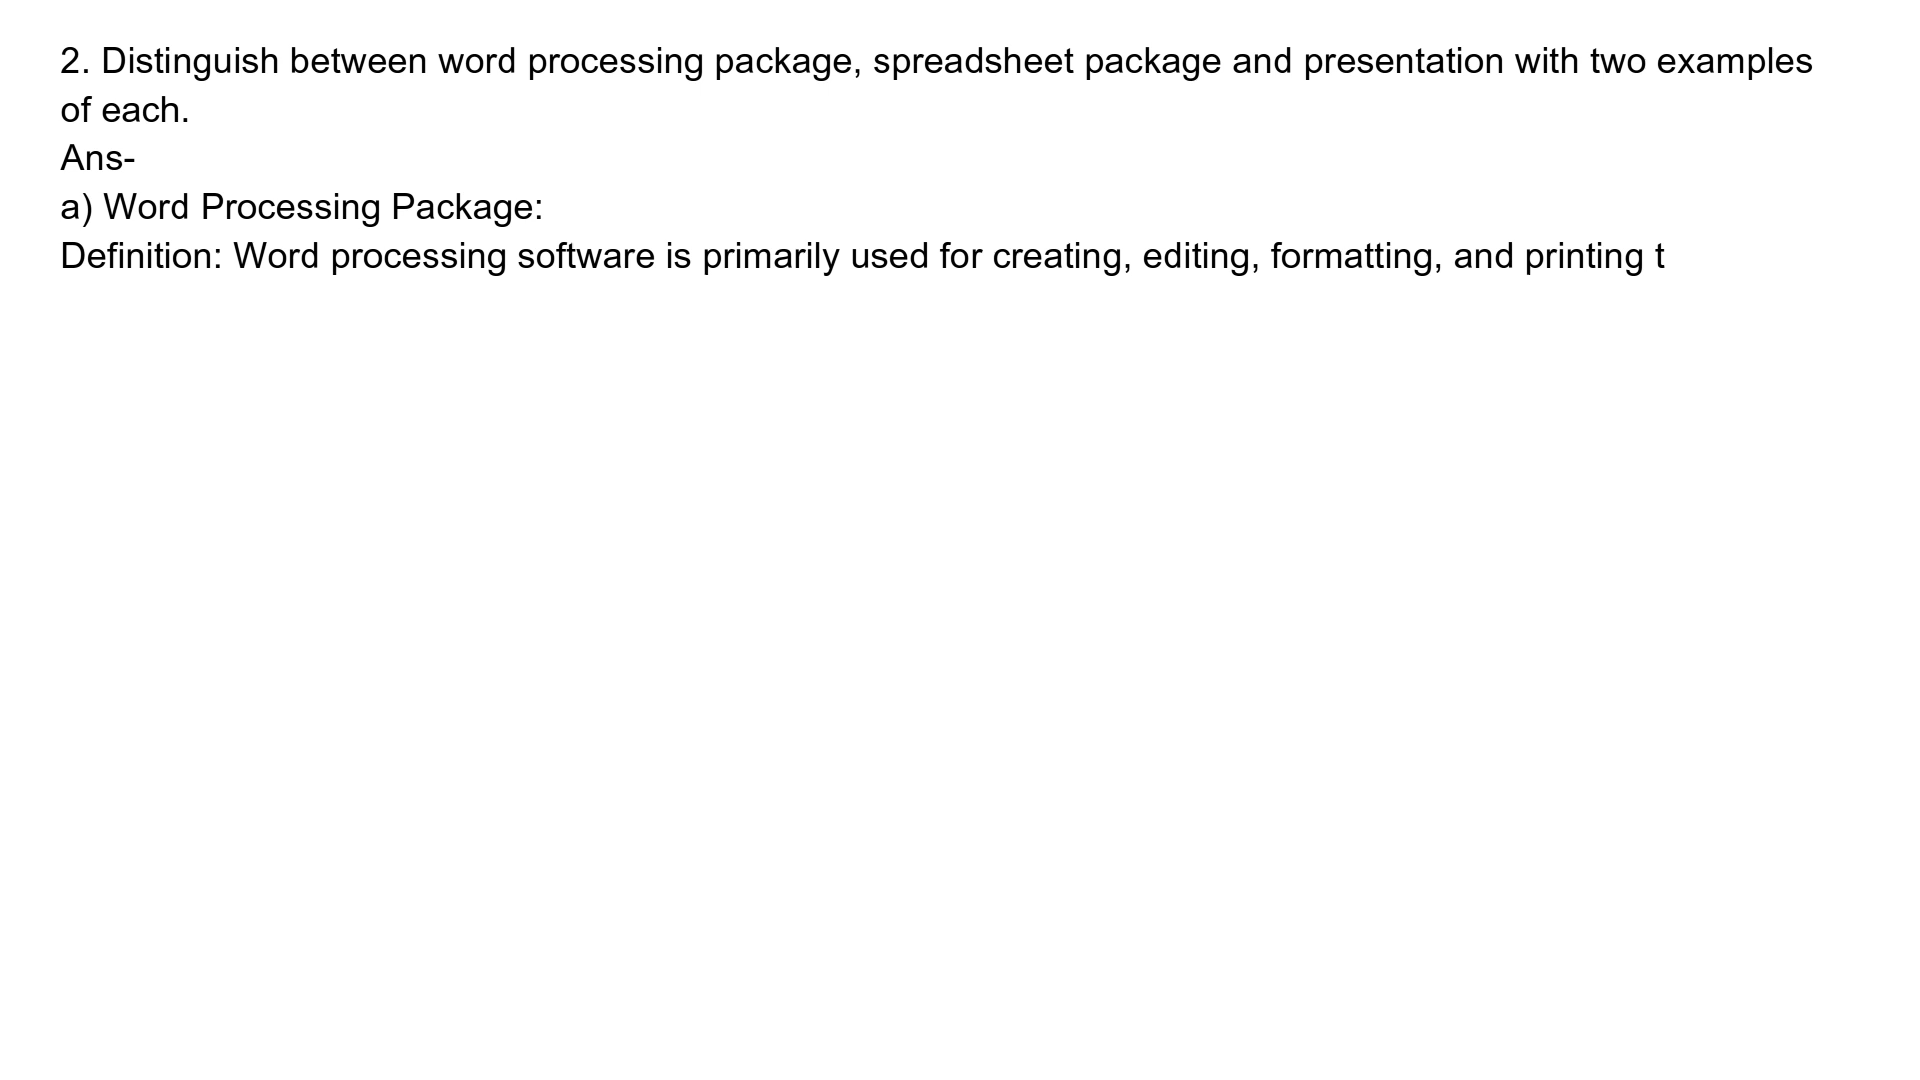 2. Distinguish between word processing package, spreadsheet package and presentation with two examples
of each.
Ans-
a) Word Processing Package:
Definition: Word processing software is primarily used for creating, editing, formatting, and printing t